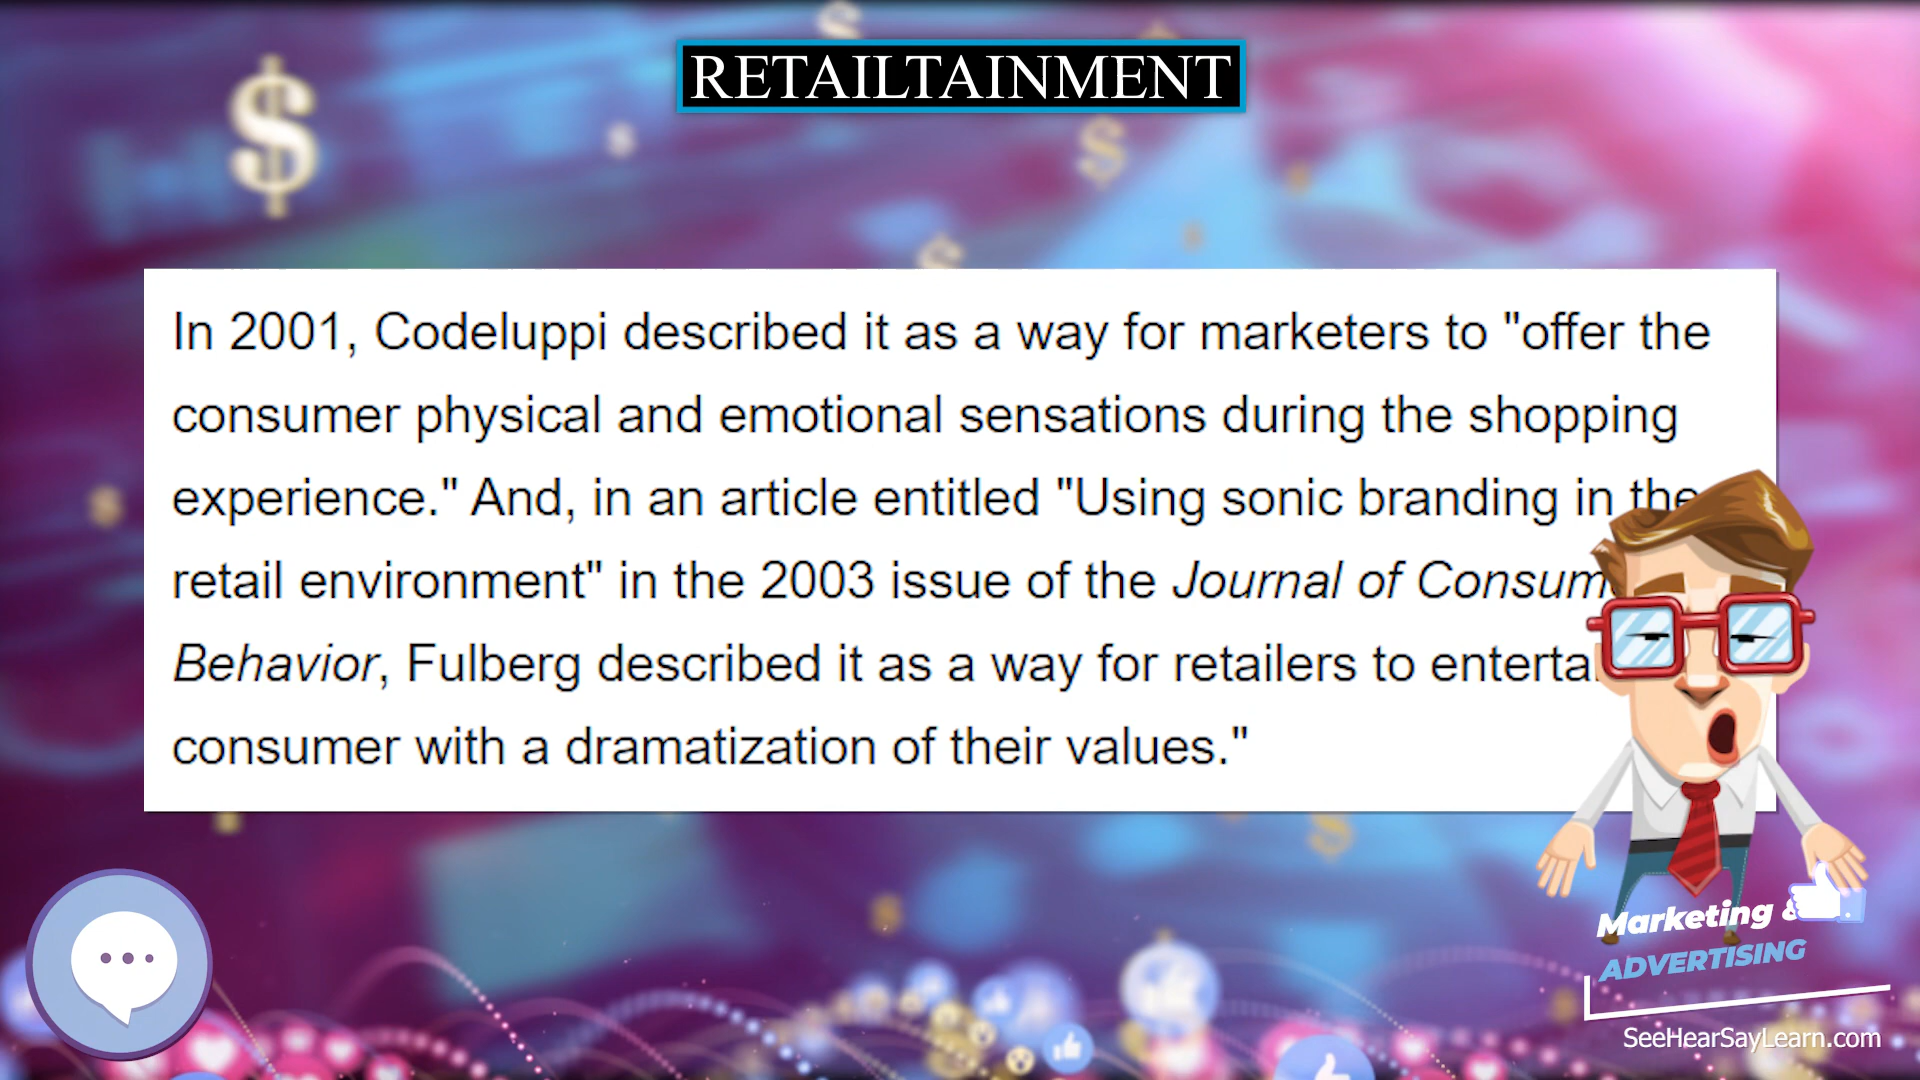 RETAILTAINMENT
In 2001, Codeluppi described it as a way for marketers to "offer the
consumer physical and emotional sensations during the shopping
experience." And, in an article entitled "Using sonic branding in the
retail environment" in the 2003 issue of the Journal of
Behavior, Fulberg described it as a way for retailers to
consumer with a dramatization of their values."
Marketing &
ADVERTISING
SeeHearSayLearn.com